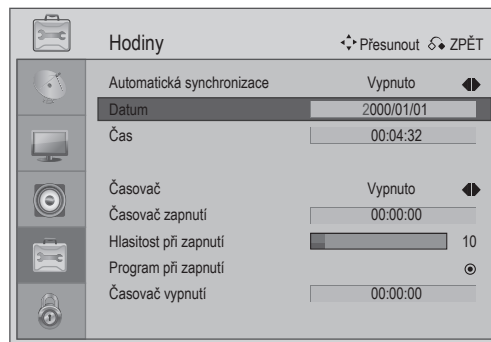 Hodiny Přesunout ZPĚT
Automatická synchronizace Vypnuto
Datum 2000/01/01
Čas 00:04:32
Časovač Vypnuto
Časovač zapnutí 00:00:00
Hlasitost při zapnutí 10
Program při zapnutí
Časovač vypnutí 00:00:00